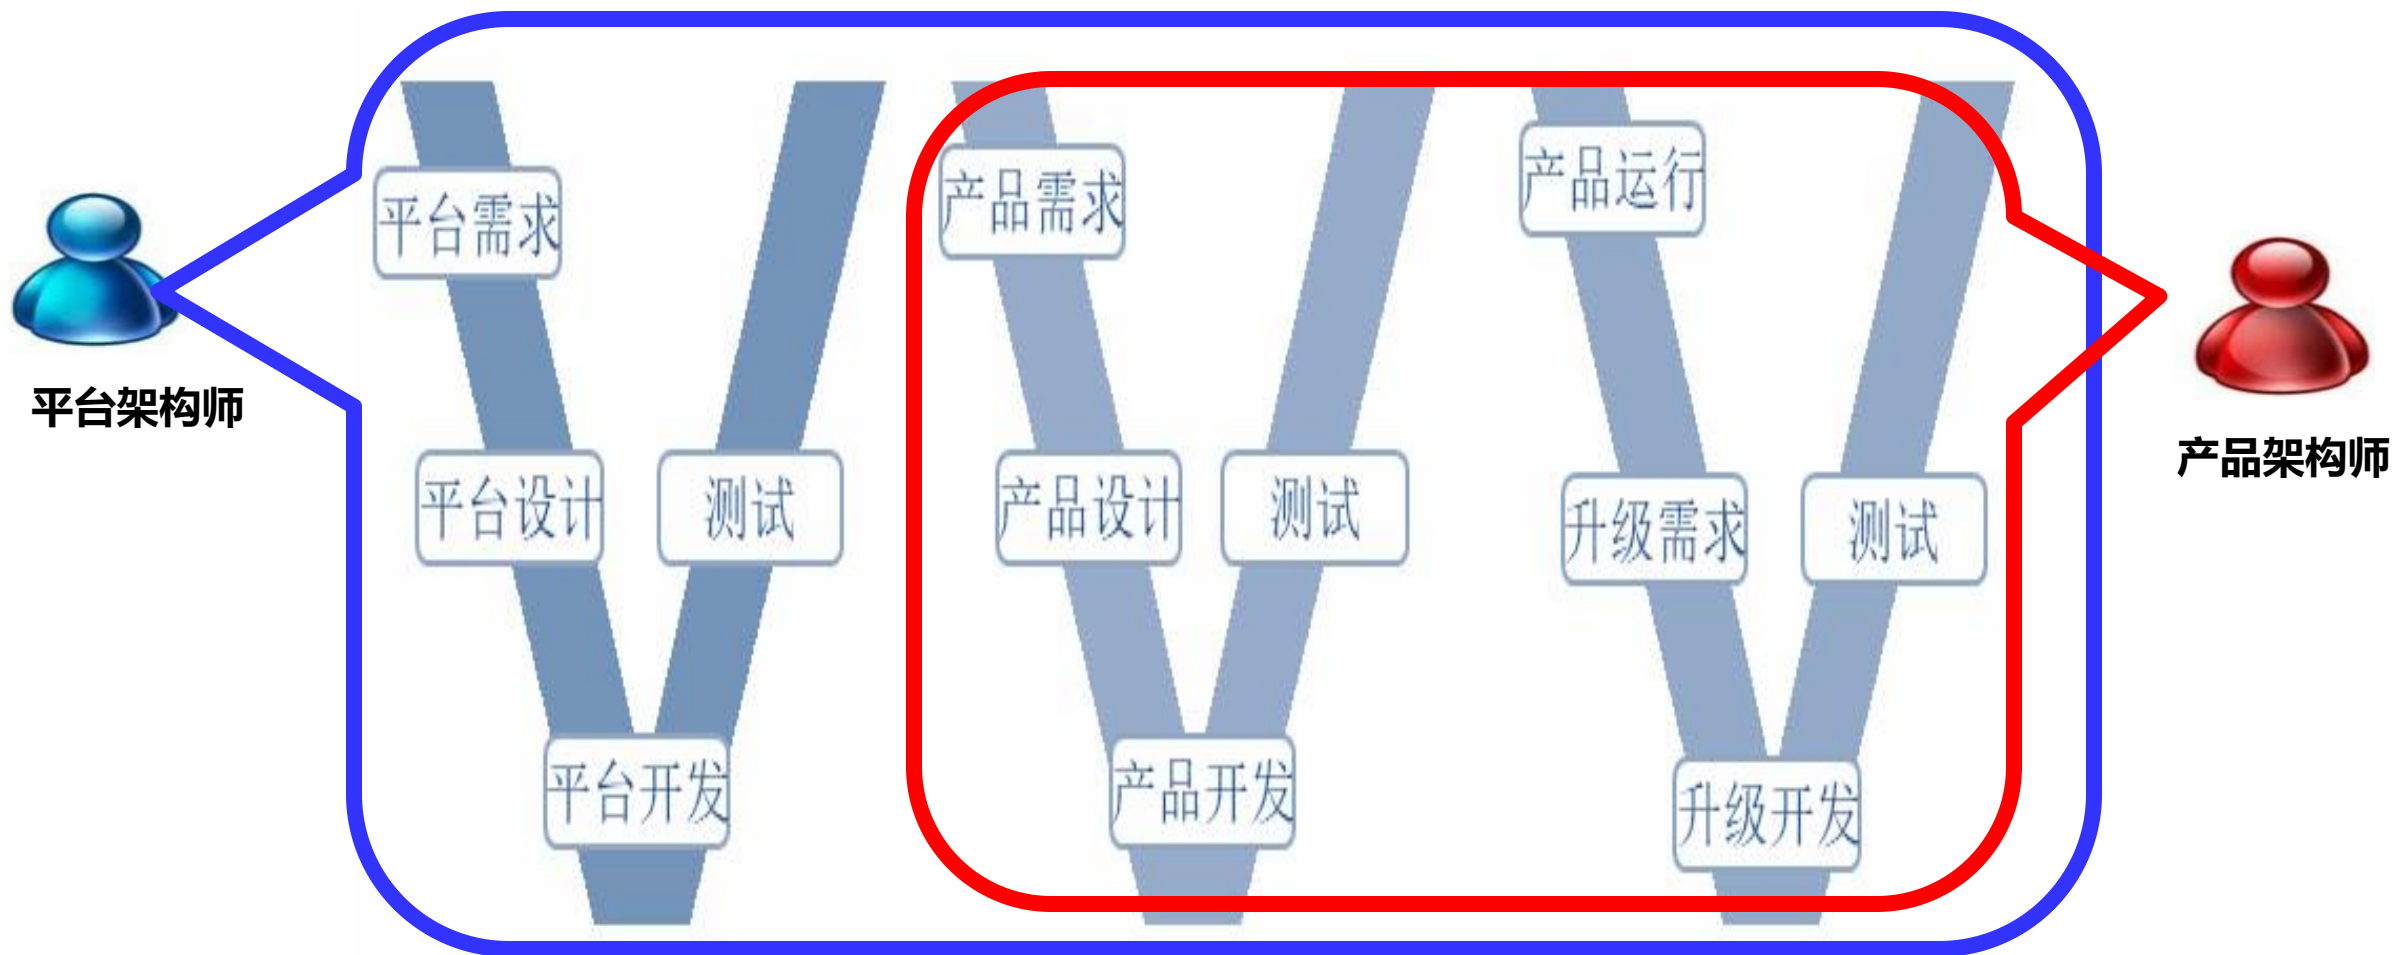 平台架构师
平台需求
平台设计
测试
平台开发
产品需求
产品设计
测试
产品开发
产品运行
升级需求
测试
升级开发
产品架构师